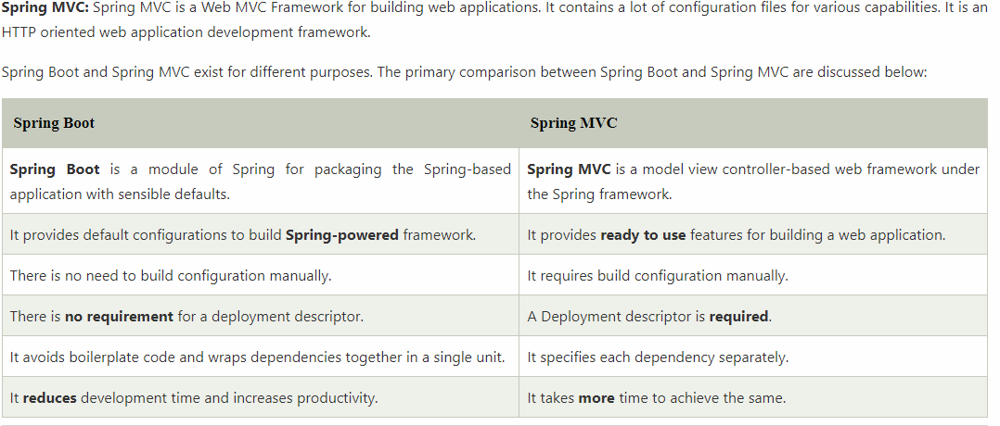 Spring MVC: Spring MVC is a Web MVC Framework for building web applications. It contains a lot of configuration files for various capabilities. It is an
HTTP oriented web application development framework.
Spring Boot and Spring MVC exist for different purposes. The primary comparison between Spring Boot and Spring MVC are discussed below:
Spring Boot
Spring MVC
Spring Boot is a module of Spring for packaging the Spring-based
application with sensible defaults.
Spring MVC is a model view controller-based web framework under
the Spring framework.
It provides default configurations to build Spring-powered framework.
It provides ready to use features for building a web application.
There is no need to build configuration manually.
It requires build configuration manually.
There is no requirement for a deployment descriptor.
A Deployment descriptor is required.
It avoids boilerplate code and wraps dependencies together in a single unit.
It specifies each dependency separately.
It reduces development time and increases productivity.
It takes more time to achieve the same.